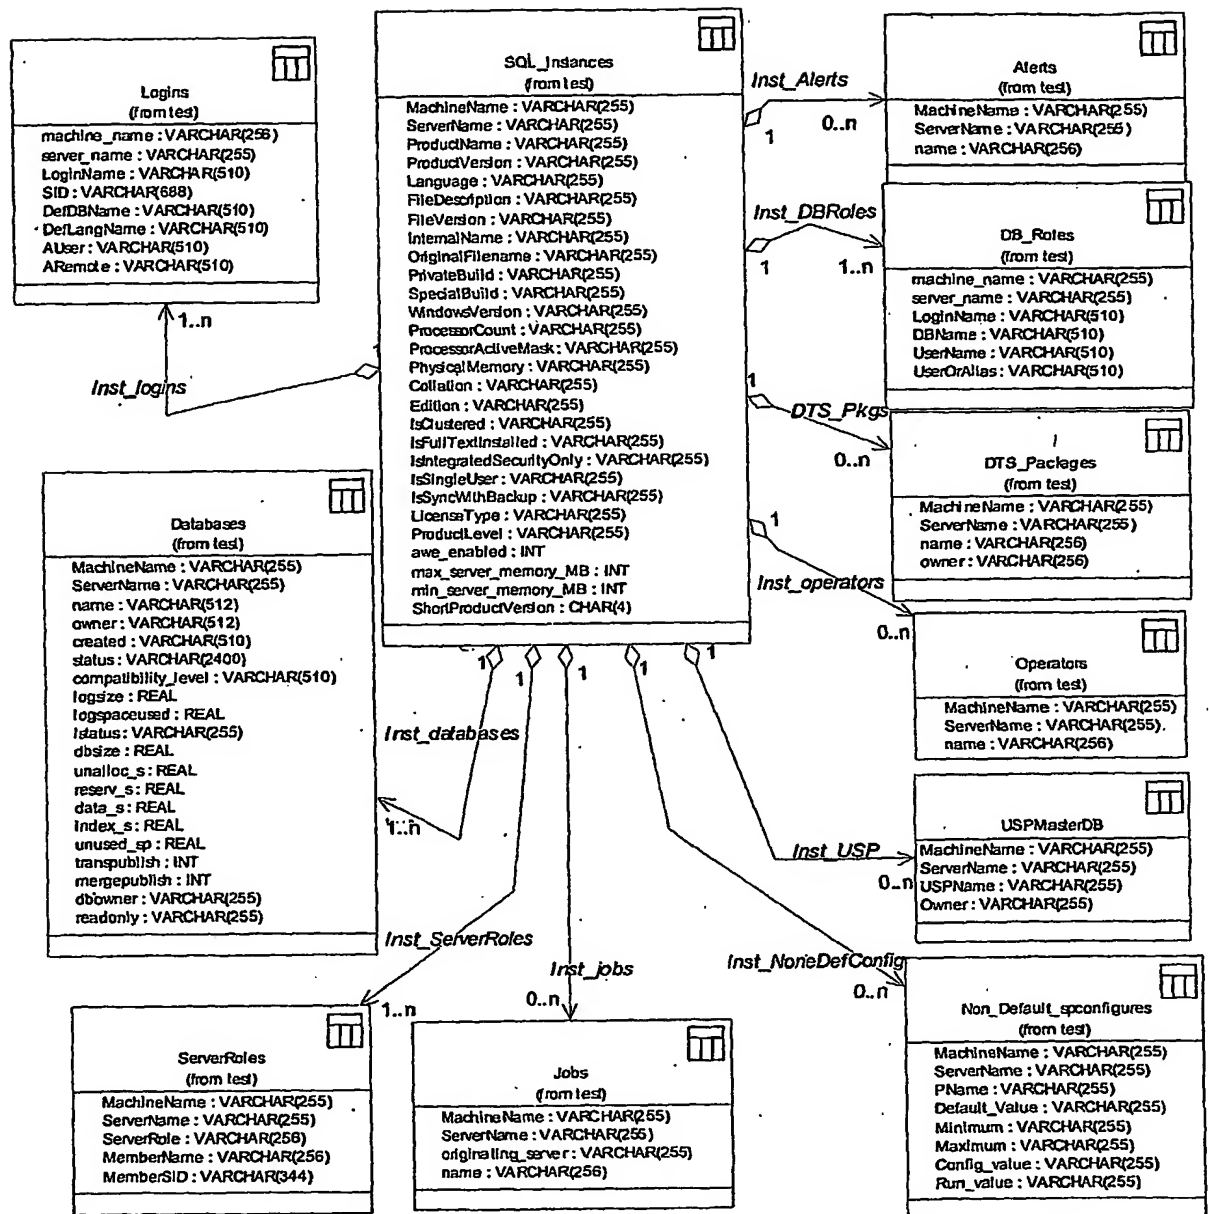 Logins
(from test)
machine_name : VARCHAR(256)
server_name : VARCHAR(255)
LoginName : VARCHAR(510)
SID : VARCHAR(688)
DefDBName : VARCHAR(510)
DefLangName : VARCHAR(510)
AUser : VARCHAR(510)
ARemote : VARCHAR(510)
1..n
Inst_logins
1
SQL_Instances
(from test)
MachineName : VARCHAR(255)
ServerName : VARCHAR(255)
ProductName : VARCHAR(255)
ProductVersion : VARCHAR(255)
Language : VARCHAR(255)
FileDescription : VARCHAR(255)
FileVersion : VARCHAR(255)
InternalName : VARCHAR(255)
OriginalFilename : VARCHAR(255)
PrivateBuild : VARCHAR(255)
SpecialBuild : VARCHAR(255)
WindowsVersion : VARCHAR(255)
ProcessorCount : VARCHAR(255)
ProcessorActiveMask : VARCHAR(255)
PhysicalMemory : VARCHAR(255)
Collation : VARCHAR(255)
Edition : VARCHAR(255)
IsClustered : VARCHAR(255)
IsFullTextInstalled : VARCHAR(255)
IsIntegratedSecurityOnly : VARCHAR(255)
IsSingleUser : VARCHAR(255)
IsSyncWithBackup : VARCHAR(255)
LicenseType : VARCHAR(255)
ProductLevel : VARCHAR(255)
awe_enabled : INT
max_server_memory_MB : INT
min_server_memory_MB : INT
ShortProductVersion : CHAR(4)
Inst_Alerts
1
0..n
Alerts
(from test)
MachineName : VARCHAR(255)
ServerName : VARCHAR(255)
name : VARCHAR(256)
Inst_DBRoles
1
1..n
DB_Roles
(from test)
machine_name : VARCHAR(255)
server_name : VARCHAR(255)
LoginName : VARCHAR(510)
DBName : VARCHAR(510)
UserName : VARCHAR(510)
UserOrAlias : VARCHAR(510)
1
DTS_Pkgs
0..n
DTS_Packages
(from test)
MachineName : VARCHAR(255)
ServerName : VARCHAR(255)
name : VARCHAR(256)
owner : VARCHAR(256)
1
Inst_operators
0..n
Operators
(from test)
MachineName : VARCHAR(255)
ServerName : VARCHAR(255)
name : VARCHAR(256)
Databases
(from test)
MachineName : VARCHAR(255)
ServerName : VARCHAR(255)
name : VARCHAR(512)
owner : VARCHAR(512)
created : VARCHAR(510)
status : VARCHAR(2400)
compatibility_level : VARCHAR(510)
logsize : REAL
logspaceused : REAL
lstatus : VARCHAR(255)
dbsize : REAL
unalloc_s : REAL
reserv_s : REAL
data_s : REAL
index_s : REAL
unused_sp : REAL
transpublish : INT
mergepublish : INT
dbowner : VARCHAR(255)
readonly : VARCHAR(255)
1
1
1
1
1
Inst_databases
1..n
Inst_USP
0..n
USPMasterDB
MachineName : VARCHAR(255)
ServerName : VARCHAR(255)
USPName : VARCHAR(255)
Owner : VARCHAR(255)
Inst_ServerRoles
1..n
Inst_jobs
0..n
Inst_NoneDefConfig
0..n
ServerRoles
(from test)
MachineName : VARCHAR(255)
ServerName : VARCHAR(255)
ServerRole : VARCHAR(256)
MemberName : VARCHAR(256)
MemberSID : VARCHAR(344)
Jobs
(from test)
MachineName : VARCHAR(255)
ServerName : VARCHAR(255)
originating_server : VARCHAR(255)
name : VARCHAR(256)
Non_Default_spconfigures
(from test)
MachineName : VARCHAR(255)
ServerName : VARCHAR(255)
PName : VARCHAR(255)
Default_Value : VARCHAR(255)
Minimum : VARCHAR(255)
Maximum : VARCHAR(255)
Config_value : VARCHAR(255)
Run_value : VARCHAR(255)